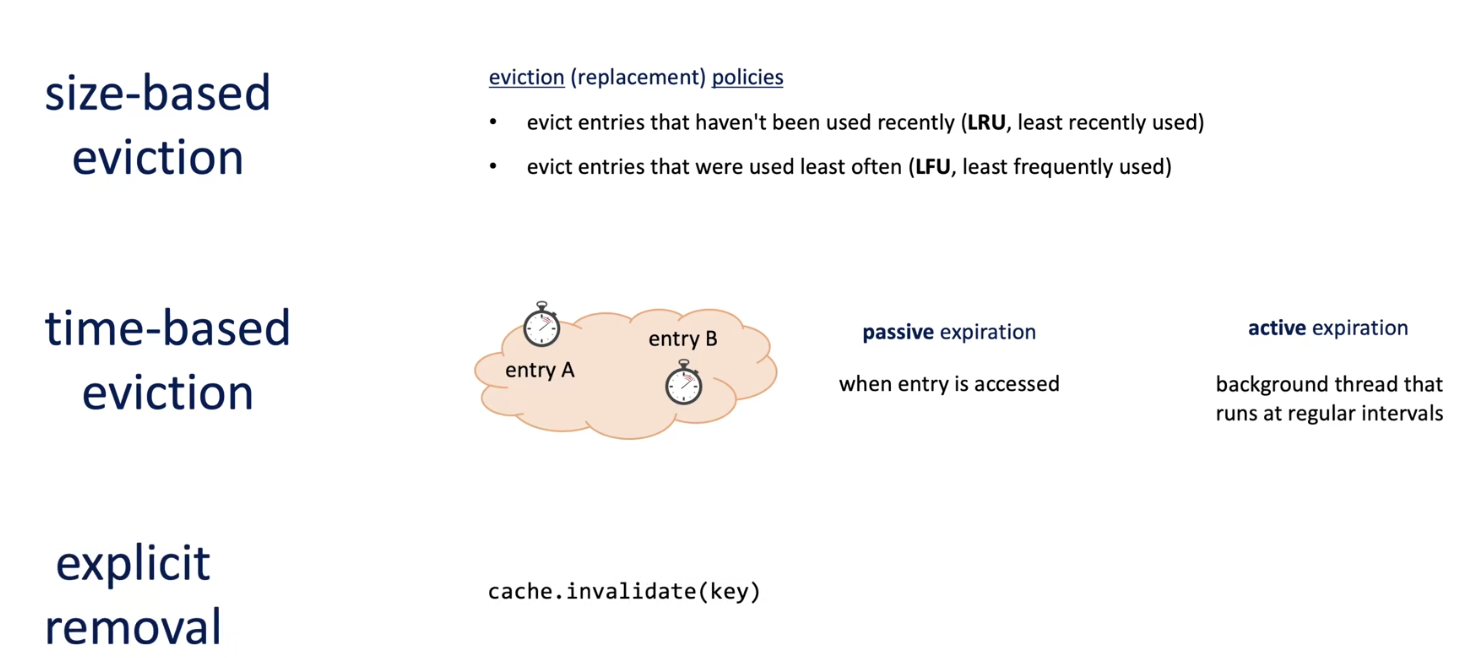 size-based
eviction
eviction (replacement) policies
• evict entries that haven't been used recently (LRU, least recently used)
• evict entries that were used least often (LFU, least frequently used)
time-based
eviction
entry A
entry B
passive expiration
when entry is accessed
active expiration
background thread that
runs at regular intervals
explicit
removal
cache.invalidate(key)